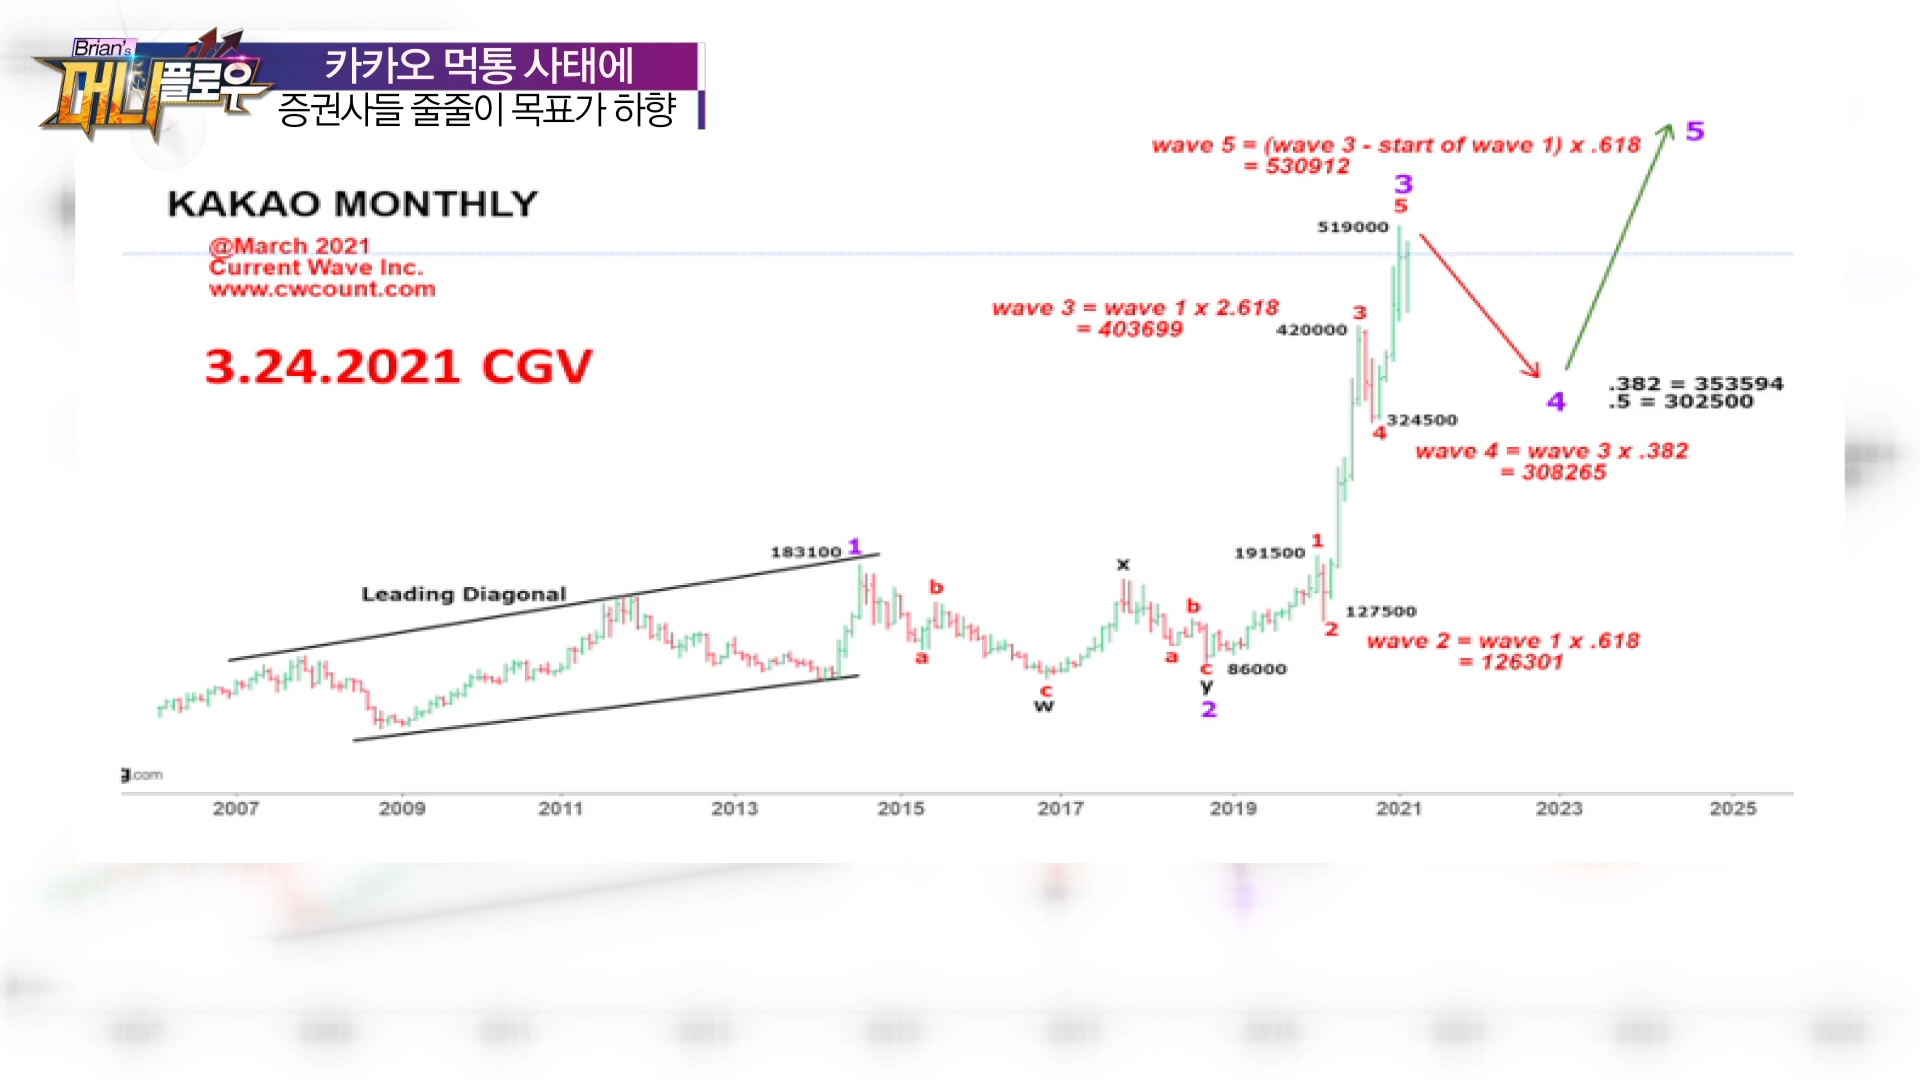 Brian's
머니플로우
카카오 먹통 사태에
증권사들 줄줄이 목표가 하향
KAKAO MONTHLY
@March 2021
Current Wave Inc.
www.cwcount.com
3.24.2021 CGV
wave 5 = (wave 3 - start of wave 1) x .618
= 530912
5
3
5
519000
wave 3 = wave 1 x 2.618
= 403699
3
420000
.382 = 353594
.5 = 302500
4
324500
4
wave 4 = wave 3 x .382
= 308265
183100 1
Leading Diagonal
191500
1
x
b
b
127500
2
wave 2 = wave 1 x .618
= 126301
a
a
c
86000
c
w
y
2
g.com
2007 2009 2011 2013 2015 2017 2019 2021 2023 2025